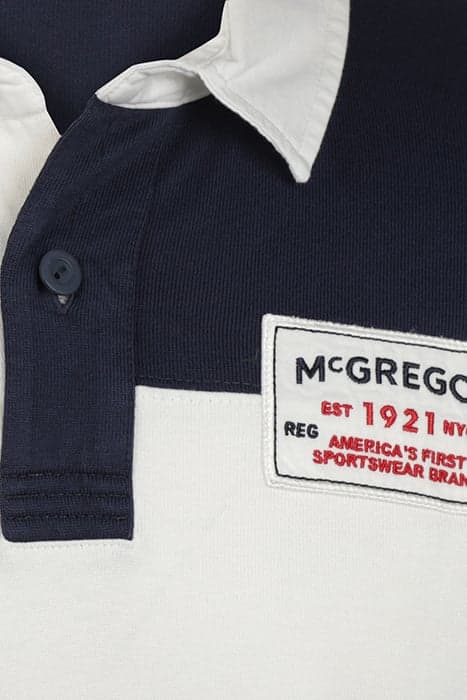 McGREGO
EST 1921 NY
REG
AMERICA'S FIRST
SPORTSWEAR BRAN